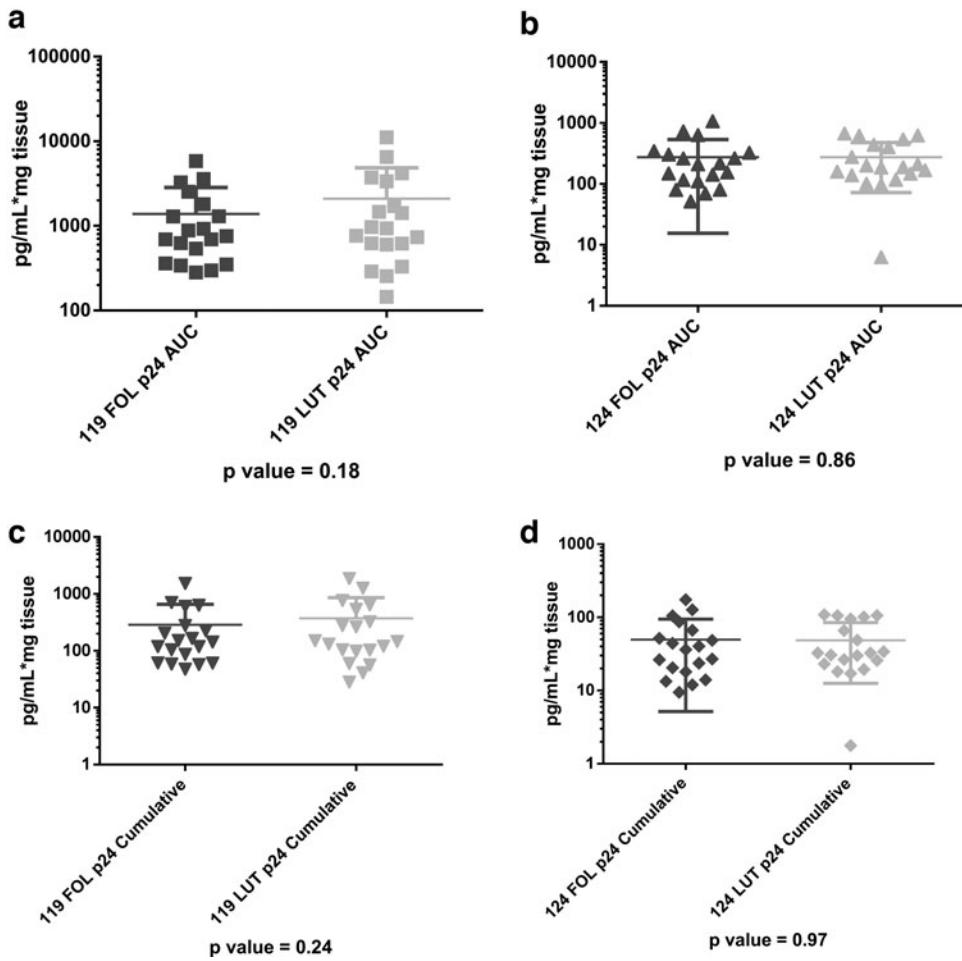 a
100000
10000
1000
100
pg/mL*mg tissue
119 FOL p24 AUC
119 LUT p24 AUC
p value = 0.18
b
10000
1000
100
10
1
pg/mL*mg tissue
124 FOL p24 AUC
124 LUT p24 AUC
p value = 0.86
c
10000
1000
100
10
1
pg/mL*mg tissue
119 FOL p24 Cumulative
119 LUT p24 Cumulative
p value = 0.24
d
1000
100
10
1
pg/mL*mg tissue
124 FOL p24 Cumulative
124 LUT p24 Cumulative
p value = 0.97